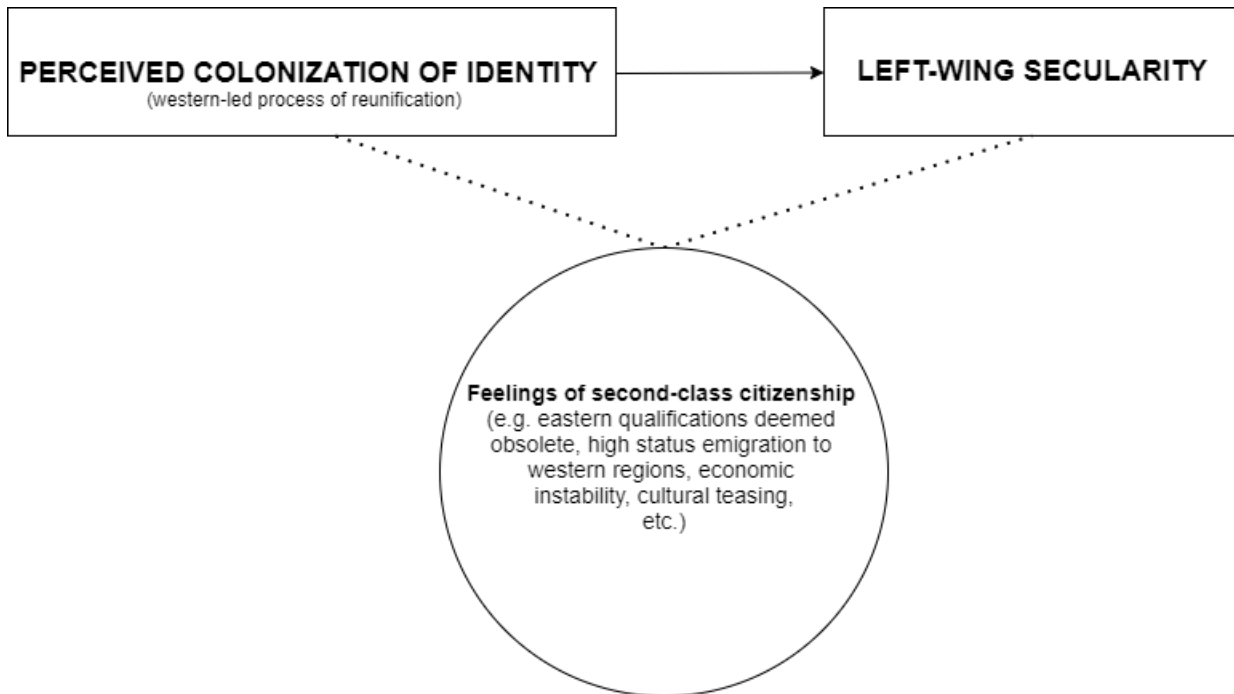 PERCEIVED COLONIZATION OF IDENTITY
(western-led process of reunification)
LEFT-WING SECULARITY
Feelings of second-class citizenship
(e.g. eastern qualifications deemed
obsolete, high status emigration to
western regions, economic
instability, cultural teasing,
etc.)